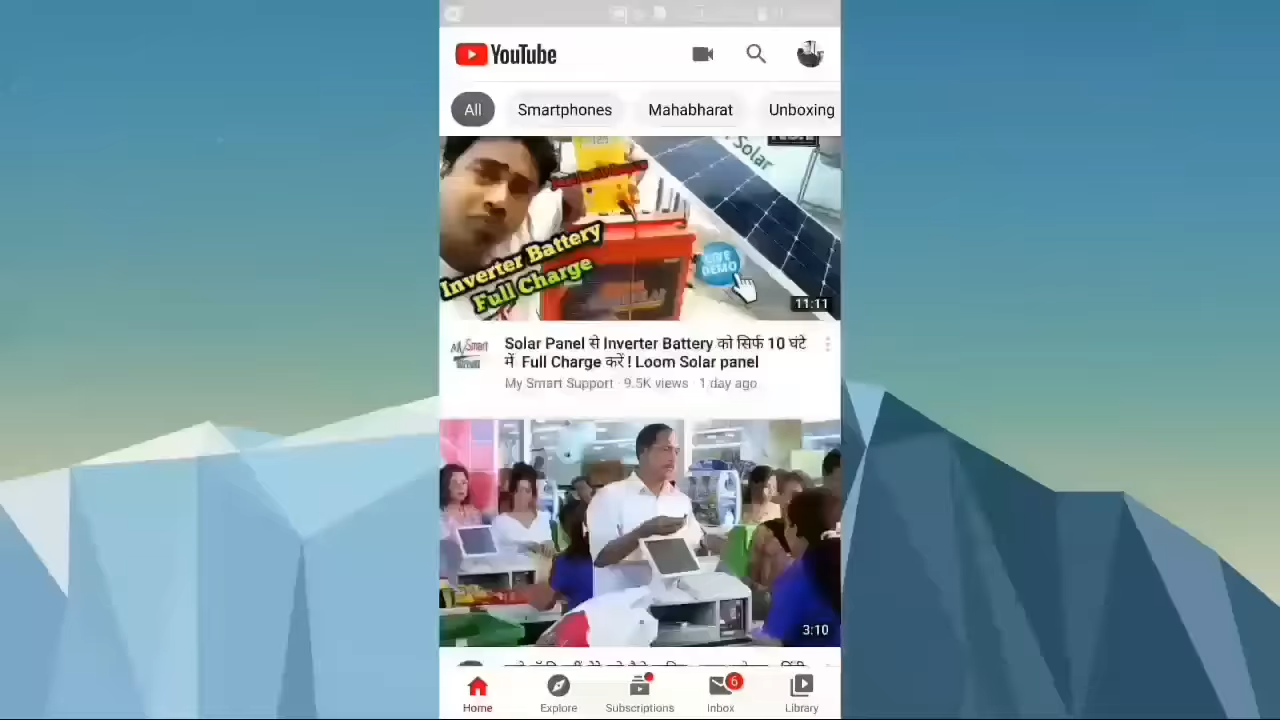 YouTube
All Smartphones Mahabharat Unboxing
Solar
Inverter Battery
Full Charge
LIVE
DEMO
11:11
Solar Panel से Inverter Battery को सिर्फ 10 घंटे
में Full Charge करें ! Loom Solar panel
My Smart Support · 9.5K views · 1 day ago
3:10
6
Home Explore Subscriptions Inbox Library